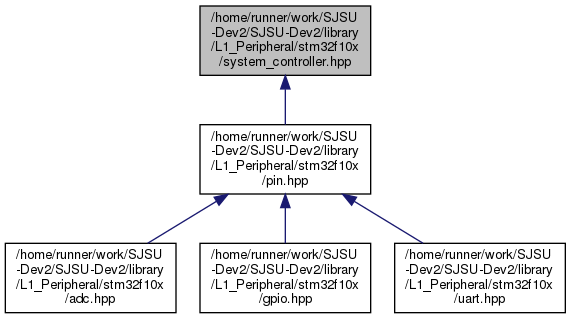 /home/runner/work/SJSU
-Dev2/SJSU-Dev2/library
/L1_Peripheral/stm32f10x
/system_controller.hpp
/home/runner/work/SJSU
-Dev2/SJSU-Dev2/library
/L1_Peripheral/stm32f10x
/pin.hpp
/home/runner/work/SJSU
-Dev2/SJSU-Dev2/library
/L1_Peripheral/stm32f10x
/adc.hpp
/home/runner/work/SJSU
-Dev2/SJSU-Dev2/library
/L1_Peripheral/stm32f10x
/gpio.hpp
/home/runner/work/SJSU
-Dev2/SJSU-Dev2/library
/L1_Peripheral/stm32f10x
/uart.hpp